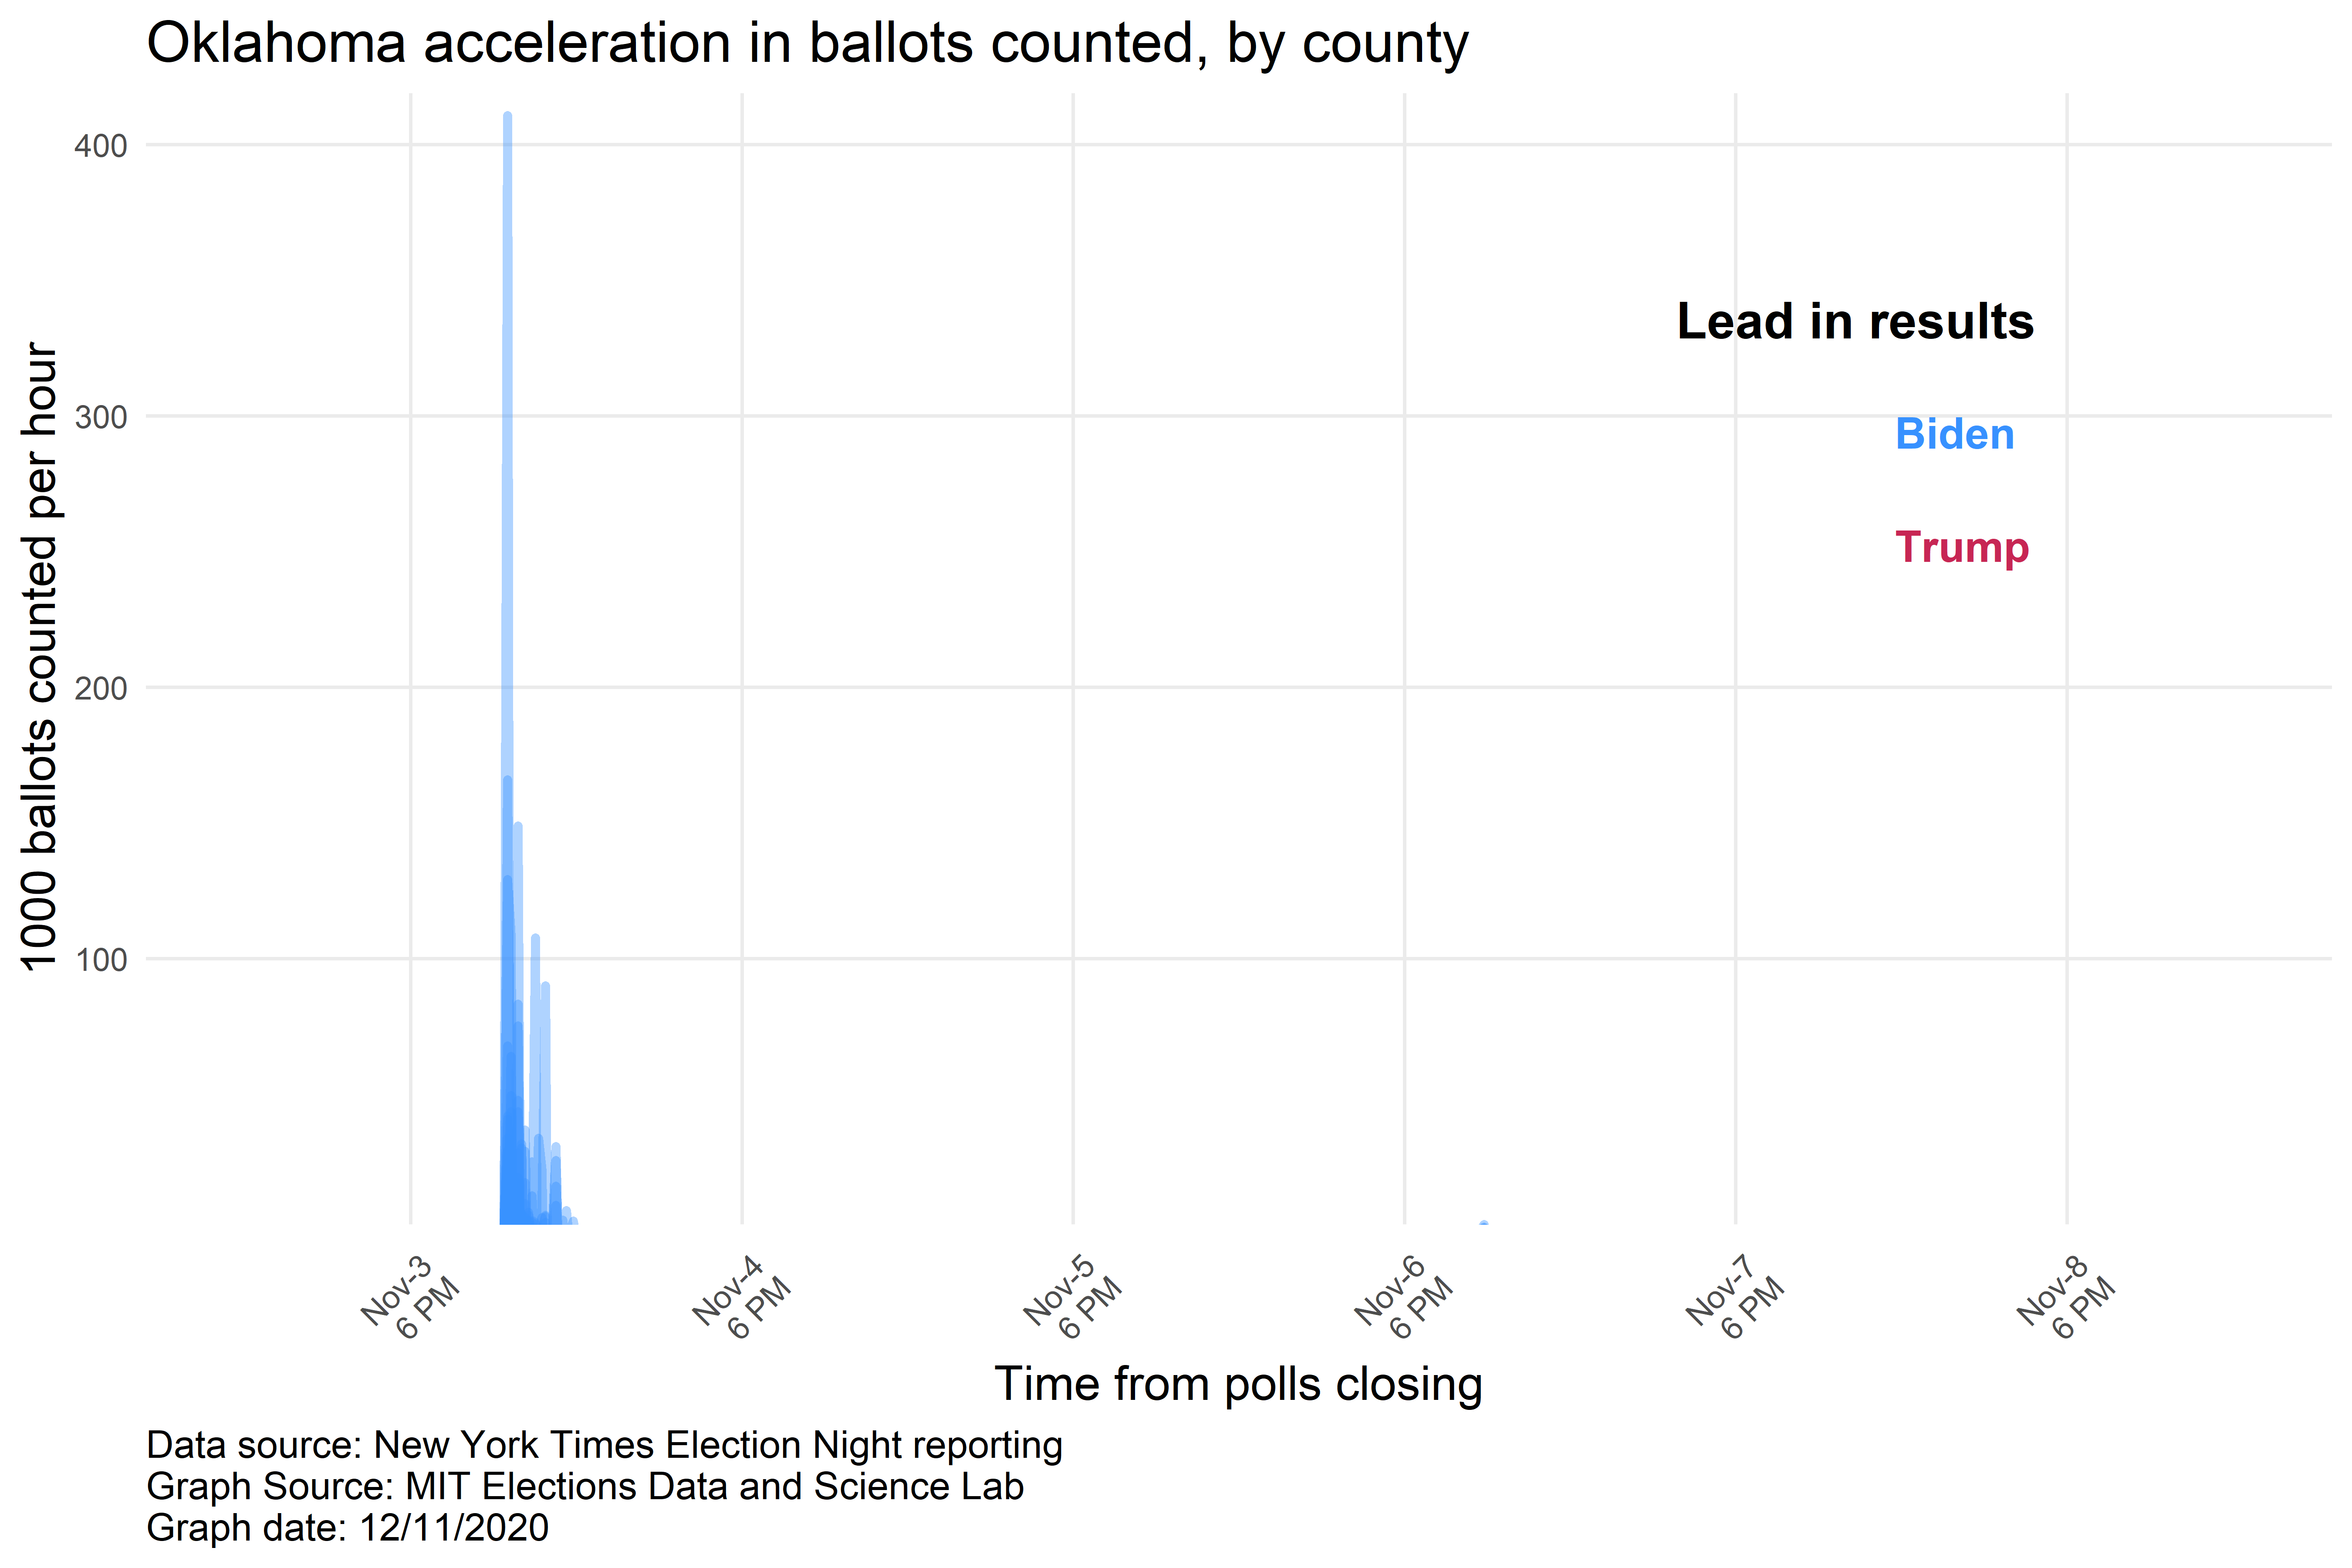 Oklahoma acceleration in ballots counted, by county
1000 ballots counted per hour
400
300
200
100
Lead in results
Biden
Trump
Nov-3
6 PM
Nov-4
6 PM
Nov-5
6 PM
Nov-6
6 PM
Nov-7
6 PM
Nov-8
6 PM
Time from polls closing
Data source: New York Times Election Night reporting
Graph Source: MIT Elections Data and Science Lab
Graph date: 12/11/2020